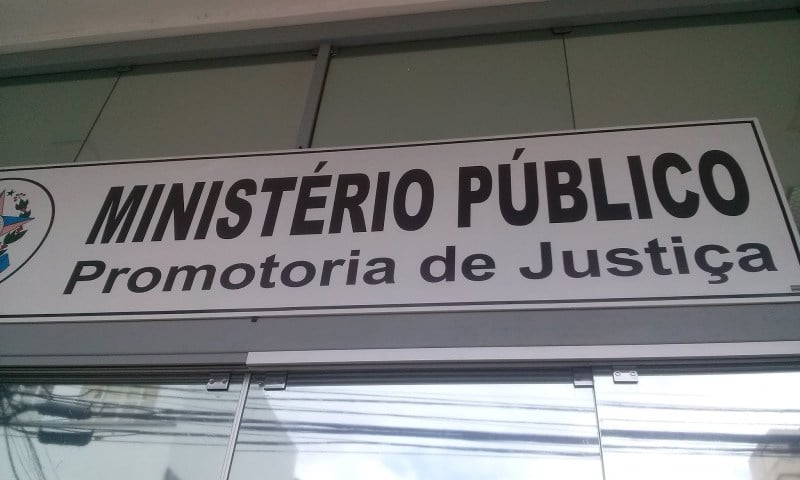 MINISTÉRIO PÚBLICO
Promotoria de Justiça